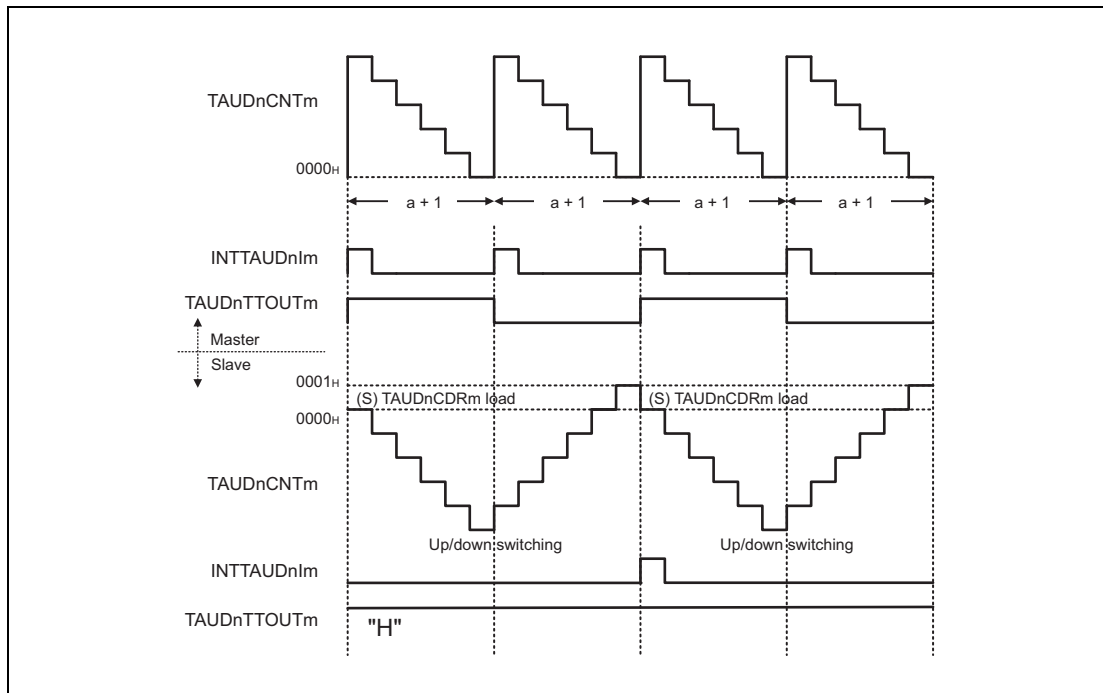 TAUDnCNTm
0000H
a + 1 a + 1 a + 1 a + 1
INTTAUDnIm
TAUDnTTOUTm
Master
Slave
0001H
(S) TAUDnCDRm load (S) TAUDnCDRm load
0000H
TAUDnCNTm
Up/down switching Up/down switching
INTTAUDnIm
TAUDnTTOUTm
"H"